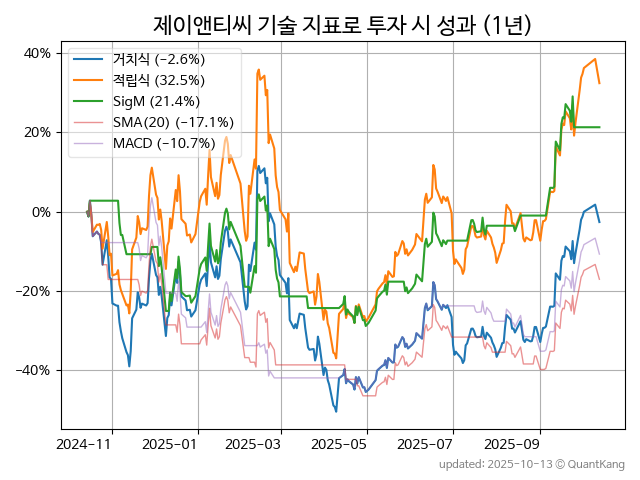 제이앤티씨 기술 지표로 투자 시 성과 (1년)
거치식 (−2.6%)
적립식 (32.5%)
SigM (21.4%)
SMA(20) (−17.1%)
MACD (−10.7%)
40%
20%
0%
−20%
−40%
2024-11
2025-01
2025-03
2025-05
2025-07
2025-09
updated: 2025-10-13 ⓒ QuantKang